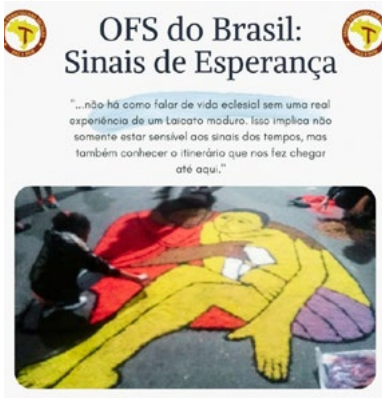 OFS do Brasil:
Sinais de Esperança
"...não há como falar de vida eclesial sem uma real
experiência de um Laicato maduro. Isso implica não
somente estar sensível aos sinais dos tempos, mas
também conhecer o itinerário que nos fez chegar
até aqui."